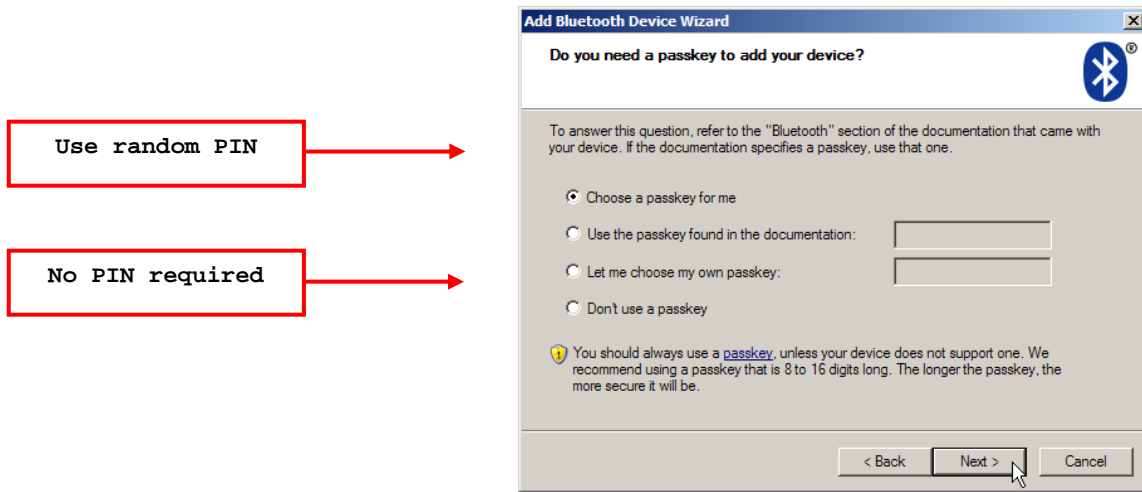 Add Bluetooth Device Wizard
Do you need a passkey to add your device?
®
Use random PIN
To answer this question, refer to the "Bluetooth" section of the documentation that came with
your device. If the documentation specifies a passkey, use that one.
Choose a passkey for me
Use the passkey found in the documentation:
No PIN required
Let me choose my own passkey:
Don't use a passkey
You should always use a passkey, unless your device does not support one. We
recommend using a passkey that is 8 to 16 digits long. The longer the passkey, the
more secure it will be.
< Back
Next >
Cancel